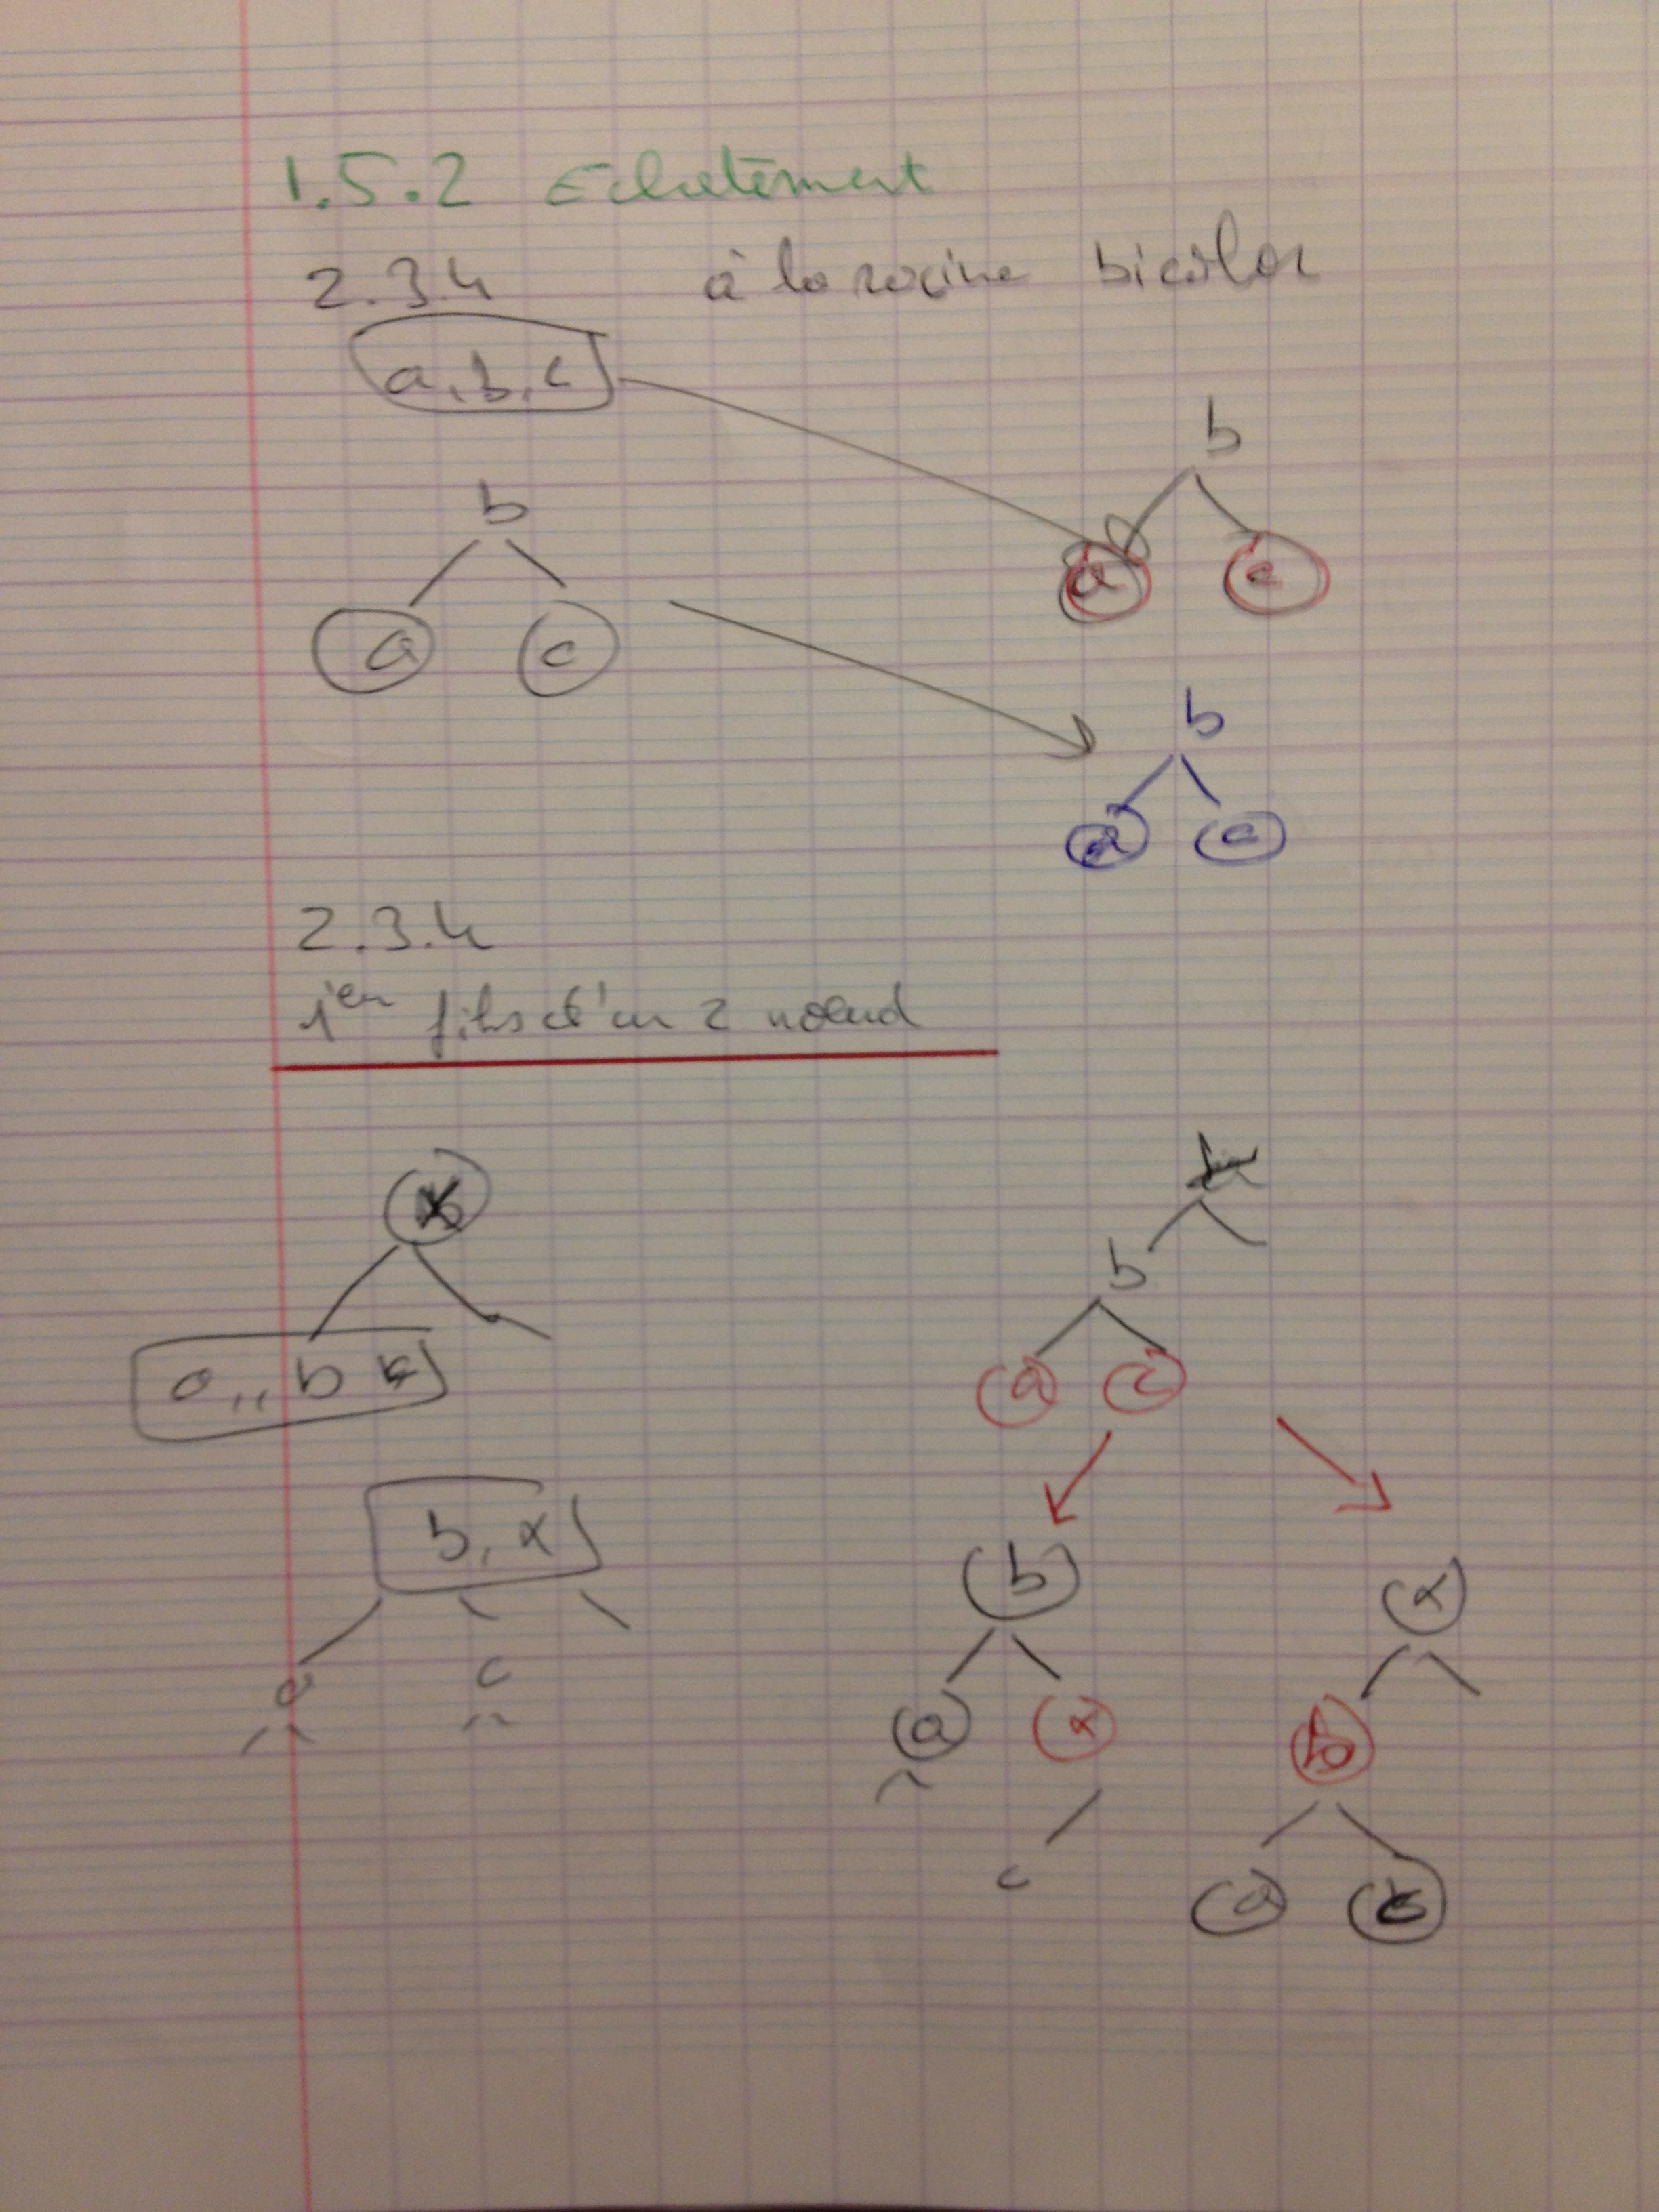 1.5.2 Eclatement
2.3.4 à la racine bicolor
a, b, c
b
b
a c
a c
b
a c
2.3.4
1er fils d'un 2 noeud
b
a,, b
a c
b, x
b x
c
a
a x b
c
a c